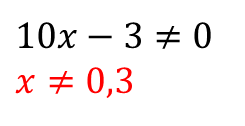 10x − 3 ≠ 0
x ≠ 0,3